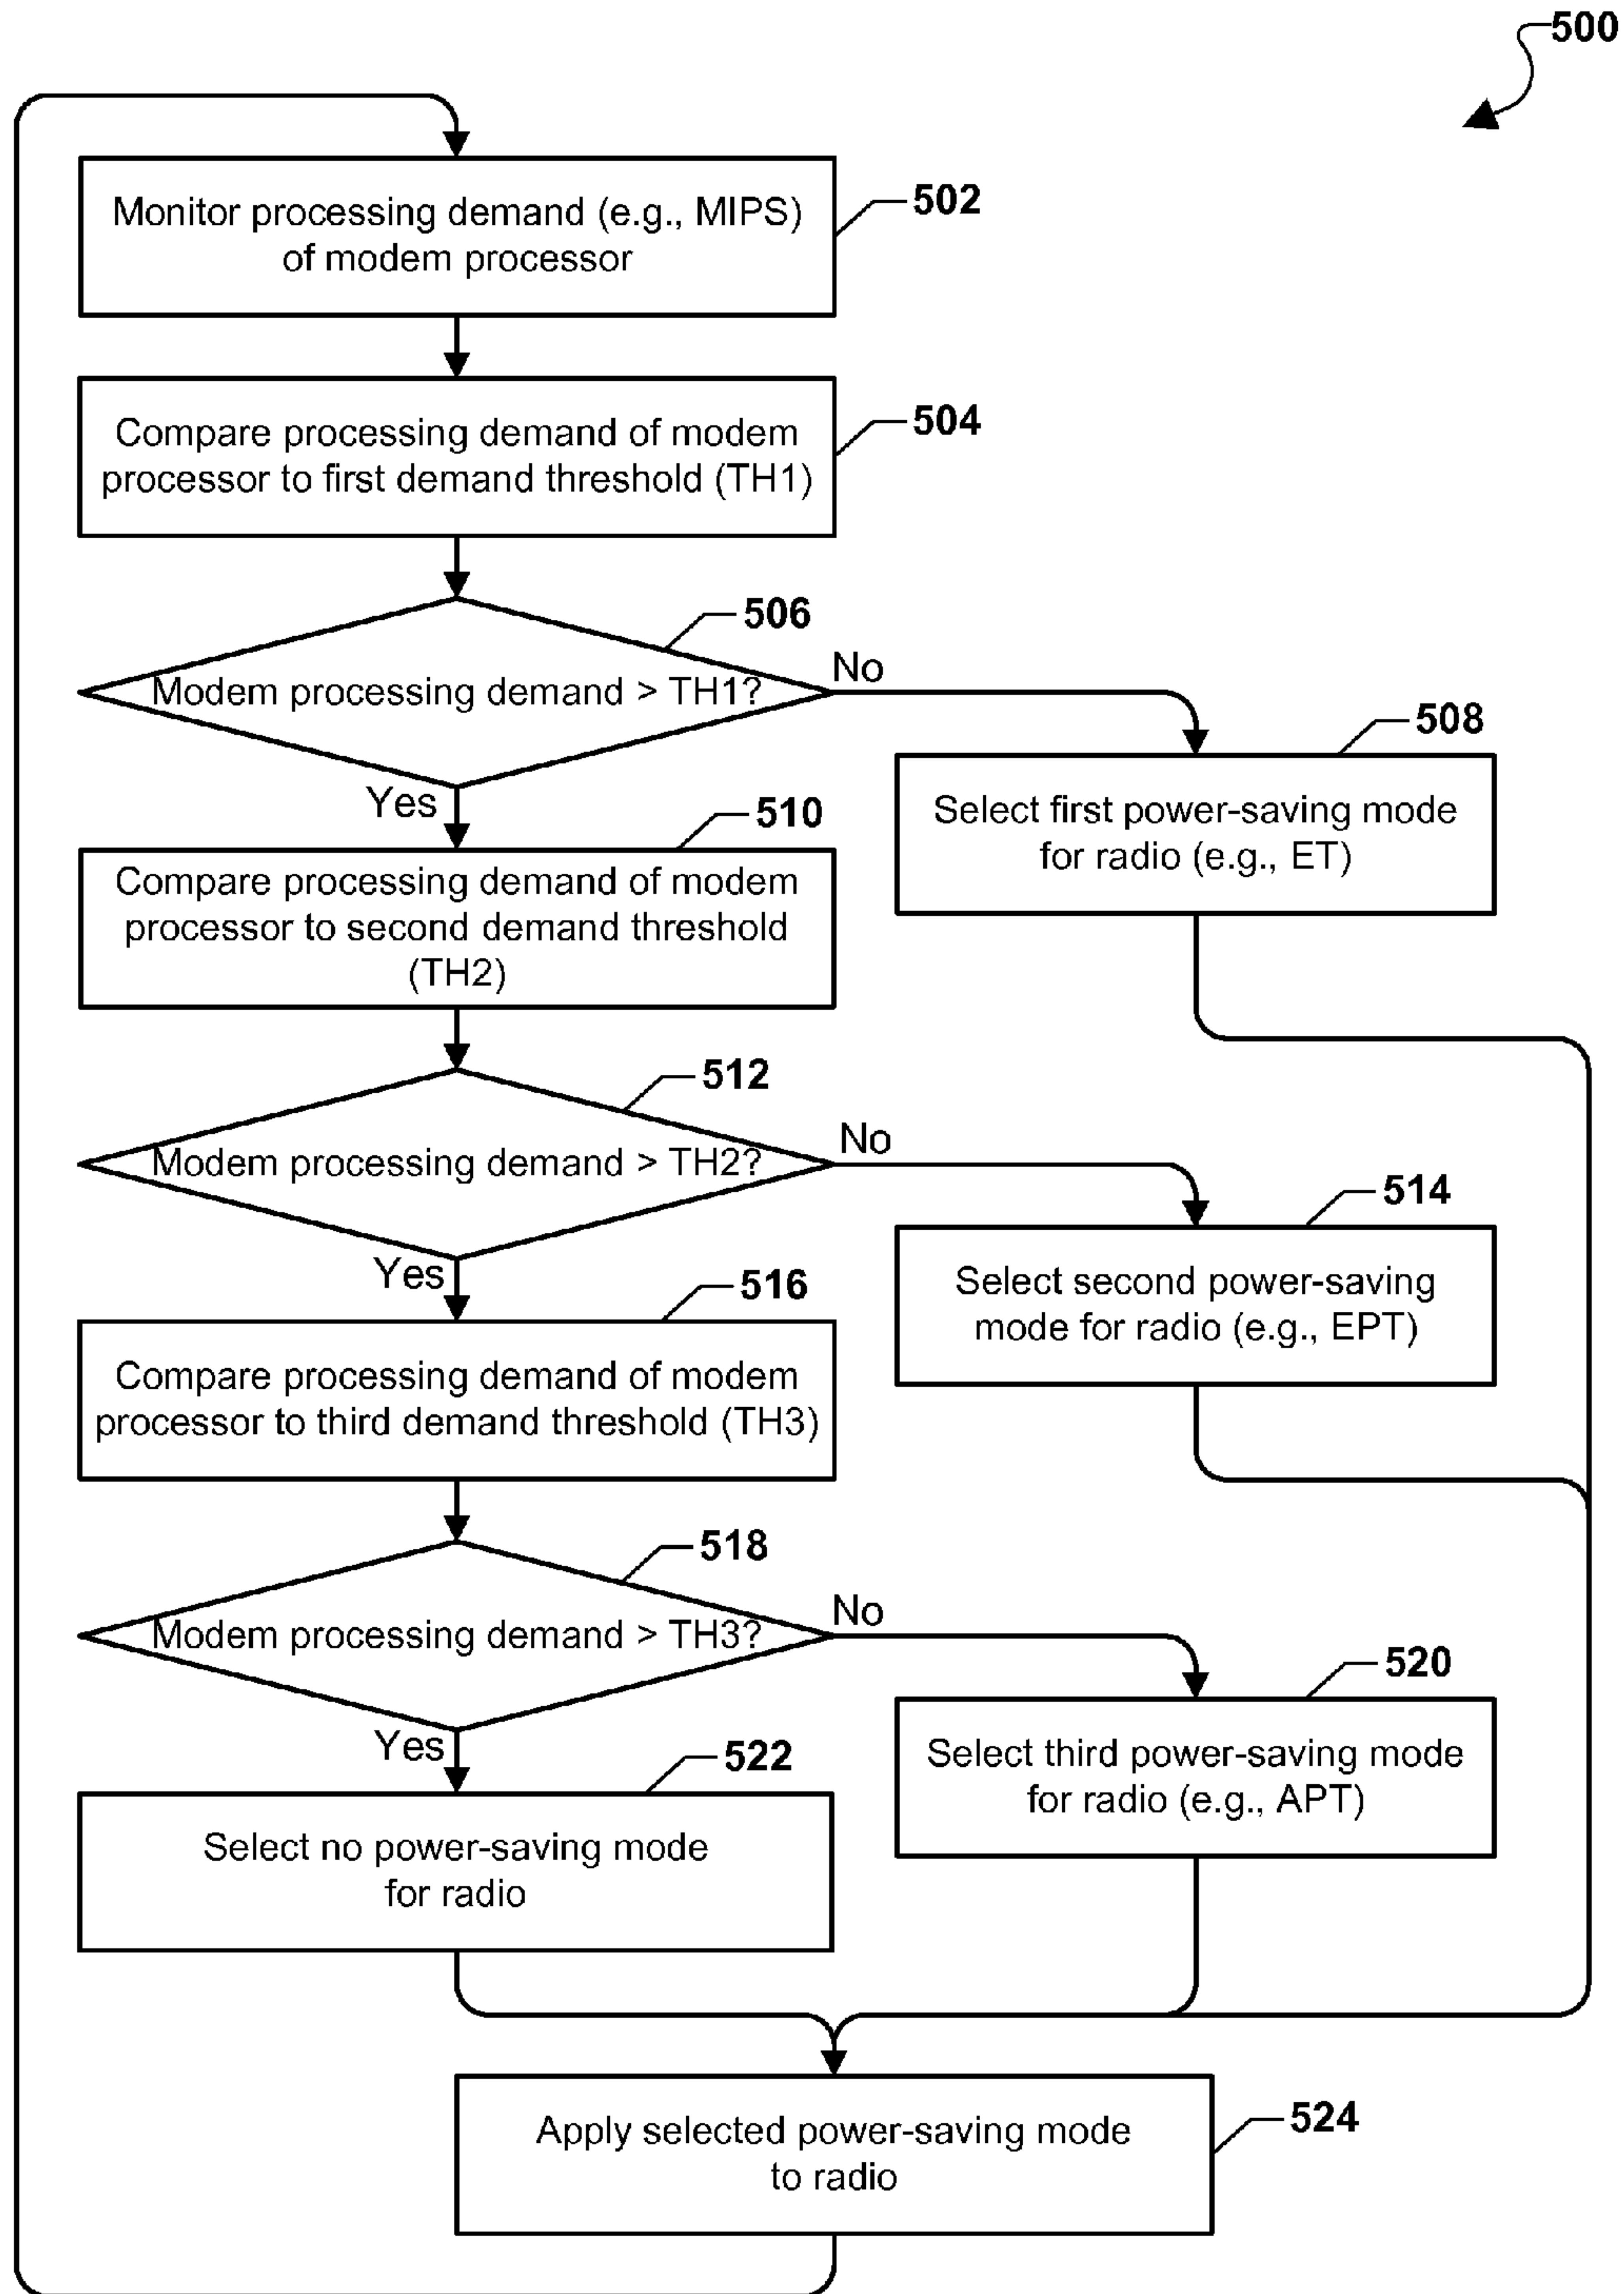 500
Monitor processing demand (e.g., MIPS)
of modem processor
502
Compare processing demand of modem
processor to first demand threshold (TH1)
504
506
Modem processing demand > TH1?
No
Yes
508
Select first power-saving mode
for radio (e.g., ET)
510
Compare processing demand of modem
processor to second demand threshold
(TH2)
512
Modem processing demand > TH2?
No
Yes
514
Select second power-saving
mode for radio (e.g., EPT)
516
Compare processing demand of modem
processor to third demand threshold (TH3)
518
Modem processing demand > TH3?
No
Yes
520
Select third power-saving mode
for radio (e.g., APT)
522
Select no power-saving mode
for radio
Apply selected power-saving mode
to radio
524